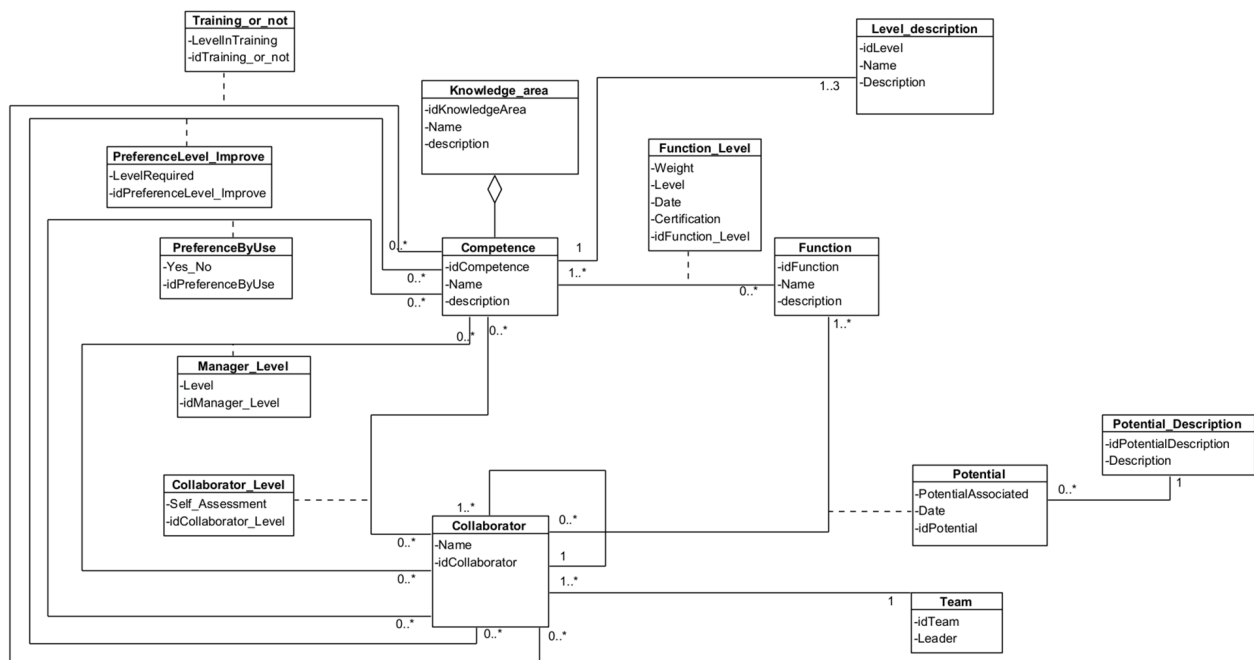 Training_or_not
-LevelInTraining
-idTraining_or_not
Level_description
-idLevel
-Name
-Description
1..3
Knowledge_area
-idKnowledgeArea
-Name
-description
PreferenceLevel_Improve
-LevelRequired
-idPreferenceLevel_Improve
Function_Level
-Weight
-Level
-Date
-Certification
-idFunction_Level
PreferenceByUse
-Yes_No
-idPreferenceByUse
0..*
0..*
0..*
Competence
-idCompetence
-Name
-description
1
1..*
0..*
Function
-idFunction
-Name
-description
1..*
0..*
0..*
Manager_Level
-Level
-idManager_Level
Collaborator_Level
-Self_Assessment
-idCollaborator_Level
Potential_Description
-idPotentialDescription
-Description
1
0..*
Potential
-PotentialAssociated
-Date
-idPotential
1..*
0..*
Collaborator
-Name
-idCollaborator
1
1..*
0..*
0..*
0..*
0..*
0..*
1
Team
-idTeam
-Leader